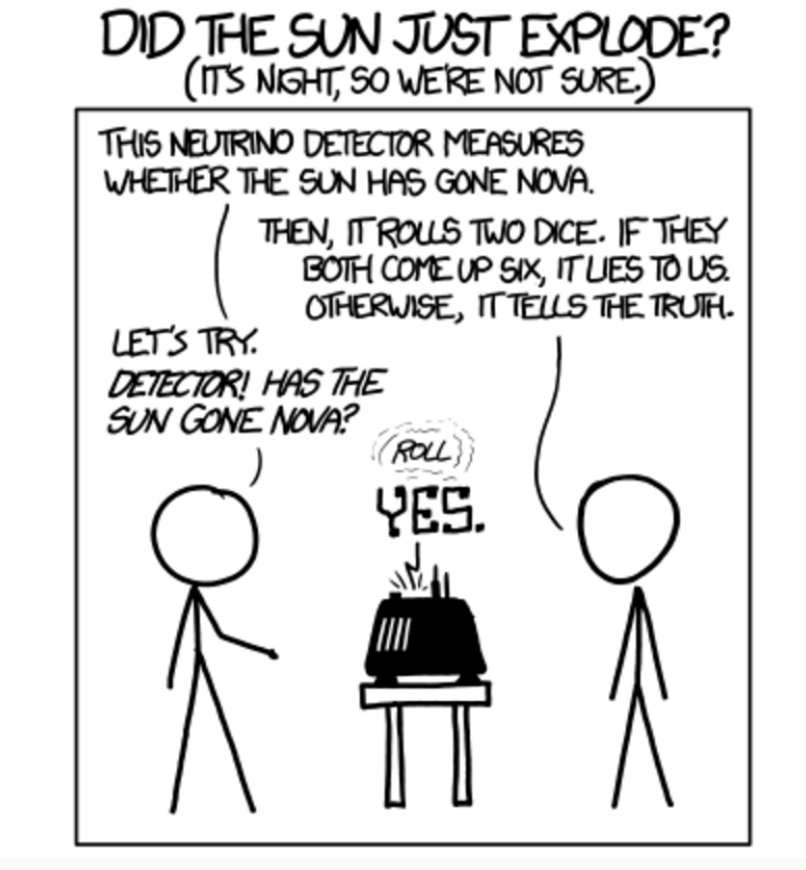 DID THE SUN JUST EXPLODE?
(IT'S NIGHT, SO WE'RE NOT SURE.)
THIS NEUTRINO DETECTOR MEASURES
WHETHER THE SUN HAS GONE NOVA.
THEN, IT ROLLS TWO DICE. IF THEY
BOTH COME UP SIX, IT LIES TO US.
OTHERWISE, IT TELLS THE TRUTH.
LET'S TRY.
DETECTOR! HAS THE
SUN GONE NOVA?
(ROLL)
YES.